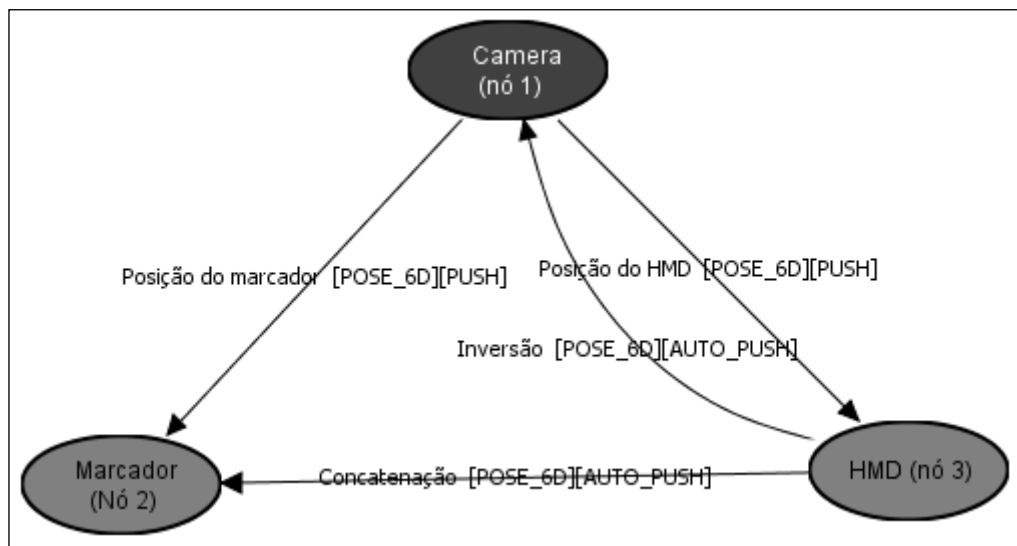 Camera
(nó 1)
Posição do marcador [POSE_6D][PUSH]
Posição do HMD [POSE_6D][PUSH]
Inversão [POSE_6D][AUTO_PUSH]
Marcador
(Nó 2)
Concatenação [POSE_6D][AUTO_PUSH]
HMD (nó 3)